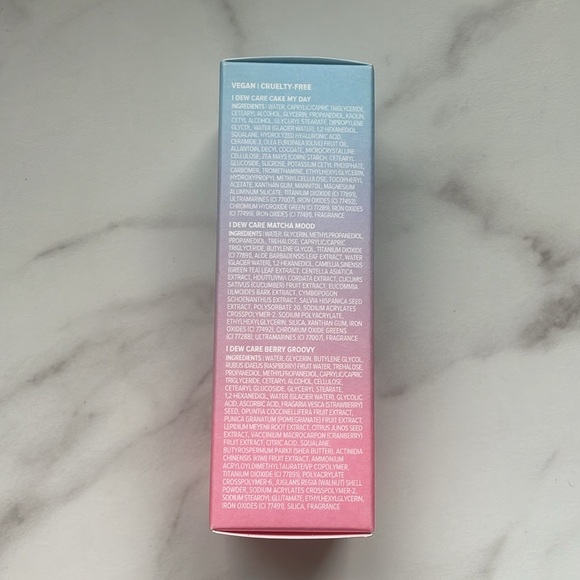 VEGAN | CRUELTY-FREE
I DEW CARE CAKE MY DAY
INGREDIENTS: WATER, CAPRYLIC/CAPRIC TRIGLYCERIDE,
CETEARYL ALCOHOL, GLYCERIN, PROPANEDIOL, KAOLIN
CETYL ALCOHOL, GLYCERYL STEARATE, DIPROPYLENE
GLYCOL, WATER (GLACIER WATER), 1,2-HEXANEDIOL,
SQUALANE, HYDROLYZED HYALURONIC ACID,
CERAMIDE 3, OLEA EUROPAEA (OLIVE) FRUIT OIL,
ALLANTOIN, DECYL COCOATE, MICROCRYSTALLINE
CELLULOSE, ZEA MAYS (CORN) STARCH, CETEARYL
GLUCOSIDE, SUCROSE, POTASSIUM CETYL PHOSPHATE,
CARBOMER, TROMETHAMINE, ETHYLHEXYLGLYCERIN,
HYDROXYPROPYL METHYLCELLULOSE, TOCOPHERYL
ACETATE, XANTHAN GUM, MANNITOL, MAGNESIUM
ALUMINUM SILICATE, TITANIUM DIOXIDE (CI 77891),
ULTRAMARINES (CI 77007), IRON OXIDES (CI 77492),
CHROMIUM HYDROXIDE GREEN (CI 77289), IRON OXIDES
(CI 77499), IRON OXIDES (CI 77491), FRAGRANCE
I DEW CARE MATCHA MOOD
INGREDIENTS: WATER, GLYCERIN, METHYLPROPANEDIOL,
PROPANEDIOL, TREHALOSE, CAPRYLIC/CAPRIC
TRIGLYCERIDE, BUTYLENE GLYCOL, TITANIUM DIOXIDE
(CI 77891), ALOE BARBADENSIS LEAF EXTRACT, WATER
(GLACIER WATER), 1,2-HEXANEDIOL, CAMELLIA SINENSIS
(GREEN TEA) LEAF EXTRACT, CENTELLA ASIATICA
EXTRACT, HOUTTUYNIA CORDATA EXTRACT, CUCUMIS
SATIVUS (CUCUMBER) FRUIT EXTRACT, EUCOMMIA
ULMOIDES BARK EXTRACT, CYMBOPOGON
SCHOENANTHUS EXTRACT, SALVIA HISPANICA SEED
EXTRACT, POLYSORBATE 20, SODIUM ACRYLATES
CROSSPOLYMER-2, SODIUM POLYACRYLATE,
ETHYLHEXYLGLYCERIN, SILICA, XANTHAN GUM, IRON
OXIDES (CI 77492), CHROMIUM OXIDE GREENS
(CI 77288), ULTRAMARINES (CI 77007), FRAGRANCE
I DEW CARE BERRY GROOVY
INGREDIENTS: WATER, GLYCERIN, BUTYLENE GLYCOL,
RUBUS IDAEUS (RASPBERRY) FRUIT WATER, TREHALOSE,
PROPANEDIOL, METHYLPROPANEDIOL, CAPRYLIC/CAPRIC
TRIGLYCERIDE, CETEARYL ALCOHOL, CELLULOSE,
CETEARYL GLUCOSIDE, GLYCERYL STEARATE,
1,2-HEXANEDIOL, WATER (GLACIER WATER), GLYCOLIC
ACID, ASCORBIC ACID, FRAGARIA VESCA (STRAWBERRY)
SEED, OPUNTIA COCCINELLIFERA FRUIT EXTRACT,
PUNICA GRANATUM (POMEGRANATE) FRUIT EXTRACT,
LEPIDIUM MEYENII ROOT EXTRACT, CITRUS JUNOS SEED
EXTRACT, VACCINIUM MACROCARPON (CRANBERRY)
FRUIT EXTRACT, CITRIC ACID, SQUALANE,
BUTYROSPERMUM PARKII (SHEA BUTTER), ACTINIDIA
CHINENSIS (KIWI) FRUIT EXTRACT, AMMONIUM
ACRYLOYLDIMETHYLTAURATE/VP COPOLYMER,
TITANIUM DIOXIDE (CI 77891), POLYACRYLATE
CROSSPOLYMER-6, JUGLANS REGIA (WALNUT) SHELL
POWDER, SODIUM ACRYLATES CROSSPOLYMER-2,
SODIUM STEAROYL GLUTAMATE, ETHYLHEXYLGLYCERIN,
IRON OXIDES (CI 77491), SILICA, FRAGRANCE